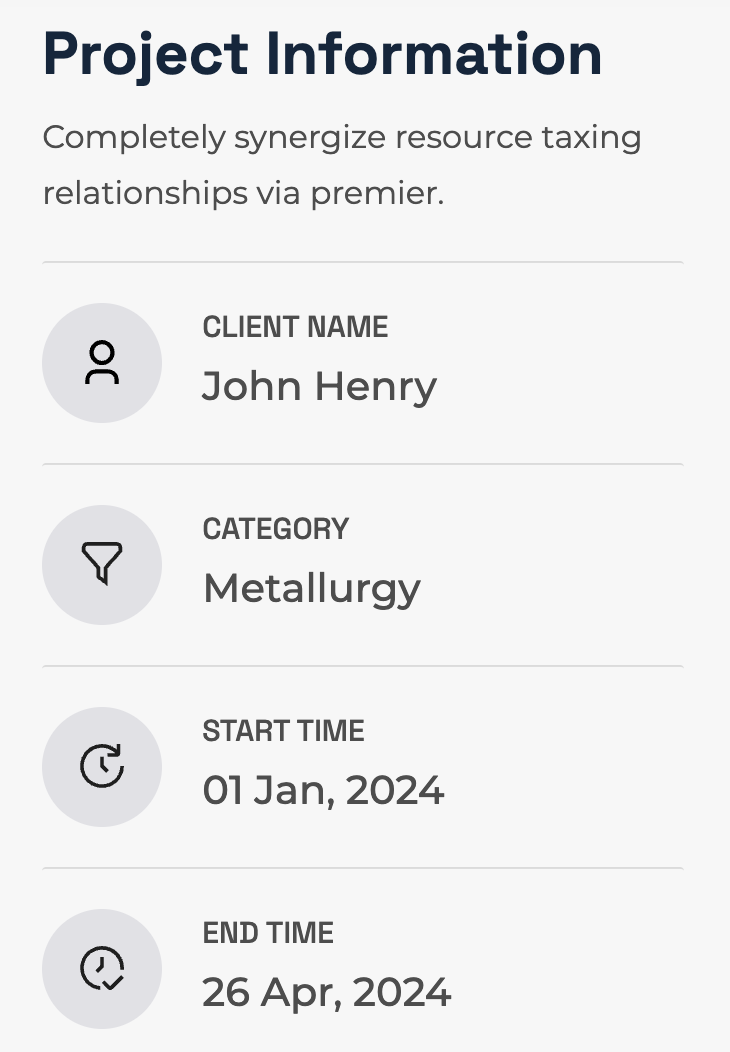 Project Information
Completely synergize resource taxing
relationships via premier.
CLIENT NAME
John Henry
CATEGORY
Metallurgy
START TIME
01 Jan, 2024
END TIME
26 Apr, 2024